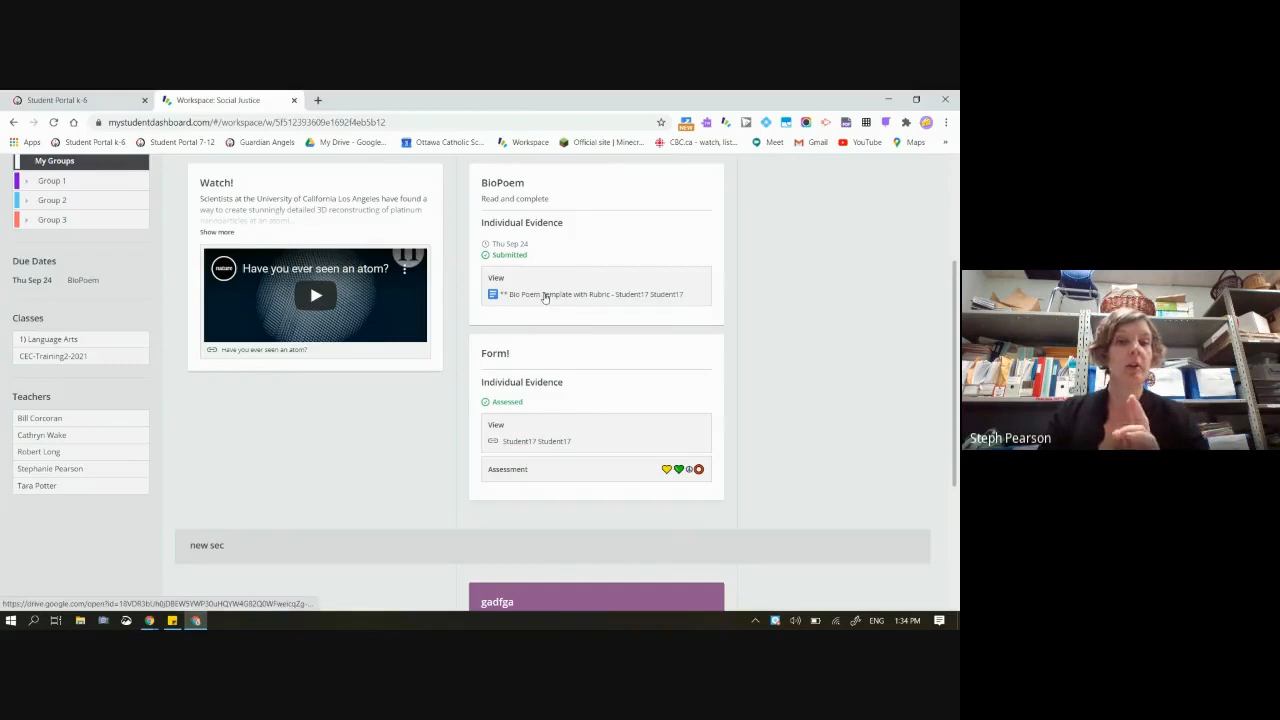 Student Portal k-6
Workspace: Social Justice
mystudentdashboard.com/#/workspace/w/5f512393609e1692f4eb5b12
NEW
Apps
Student Portal k-6
Student Portal 7-12
Guardian Angels
My Drive - Google...
Ottawa Catholic Sc...
Workspace
Official site | Minecr...
CBC.ca - watch, list...
Meet
Gmail
YouTube
Maps
My Groups
Group 1
Group 2
Group 3
Due Dates
Thu Sep 24 BioPoem
Classes
1) Language Arts
CEC-Training2-2021
Teachers
Bill Corcoran
Cathryn Wake
Robert Long
Stephanie Pearson
Tara Potter
Watch!
Scientists at the University of California Los Angeles have found a
way to create stunningly detailed 3D reconstructing of platinum
nanoparticles at an atomi...
Show more
nature
Have you ever seen an atom?
Have you ever seen an atom?
BioPoem
Read and complete
Individual Evidence
Thu Sep 24
Submitted
View
** Bio Poem Template with Rubric - Student17 Student17
Form!
Individual Evidence
Assessed
View
Student17 Student17
Assessment
new sec
gadfga
ENG
1:34 PM
Steph Pearson